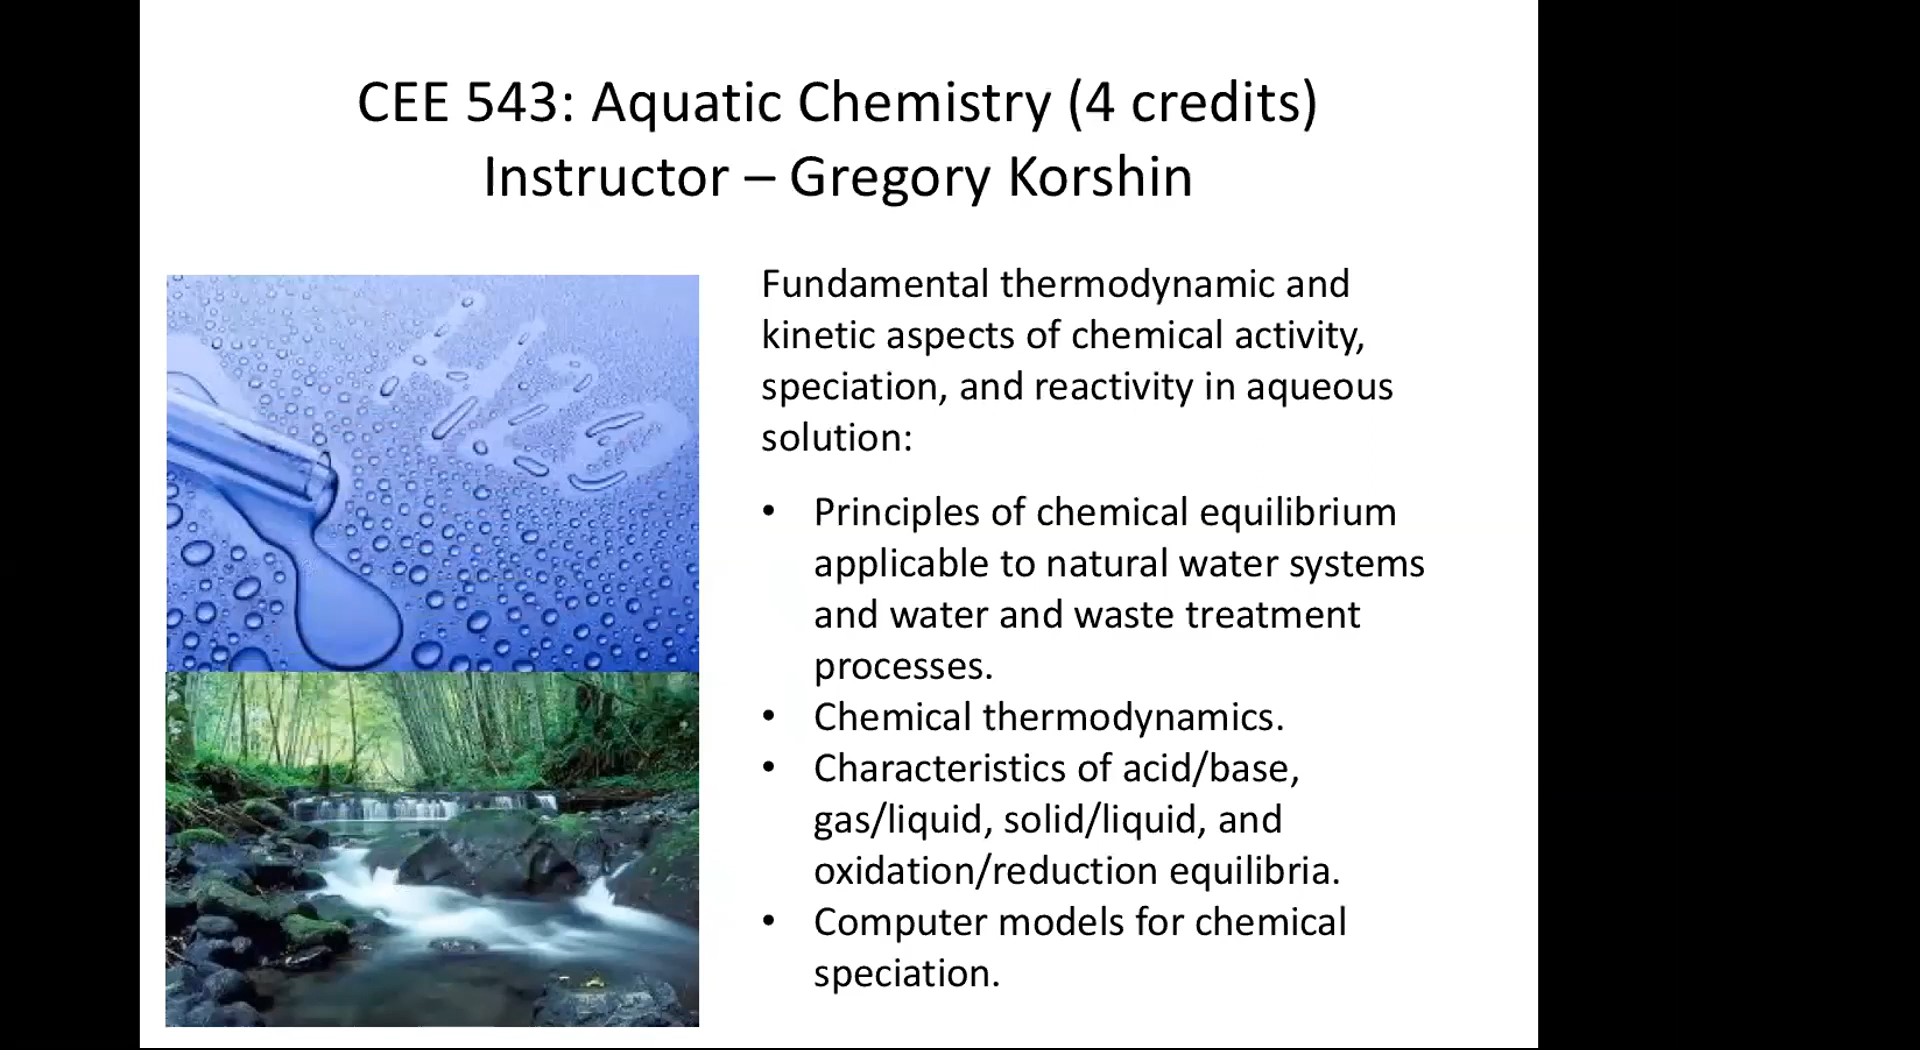 CEE 543: Aquatic Chemistry (4 credits)
Instructor – Gregory Korshin
H2O
Fundamental thermodynamic and
kinetic aspects of chemical activity,
speciation, and reactivity in aqueous
solution:
• Principles of chemical equilibrium
applicable to natural water systems
and water and waste treatment
processes.
• Chemical thermodynamics.
• Characteristics of acid/base,
gas/liquid, solid/liquid, and
oxidation/reduction equilibria.
• Computer models for chemical
speciation.